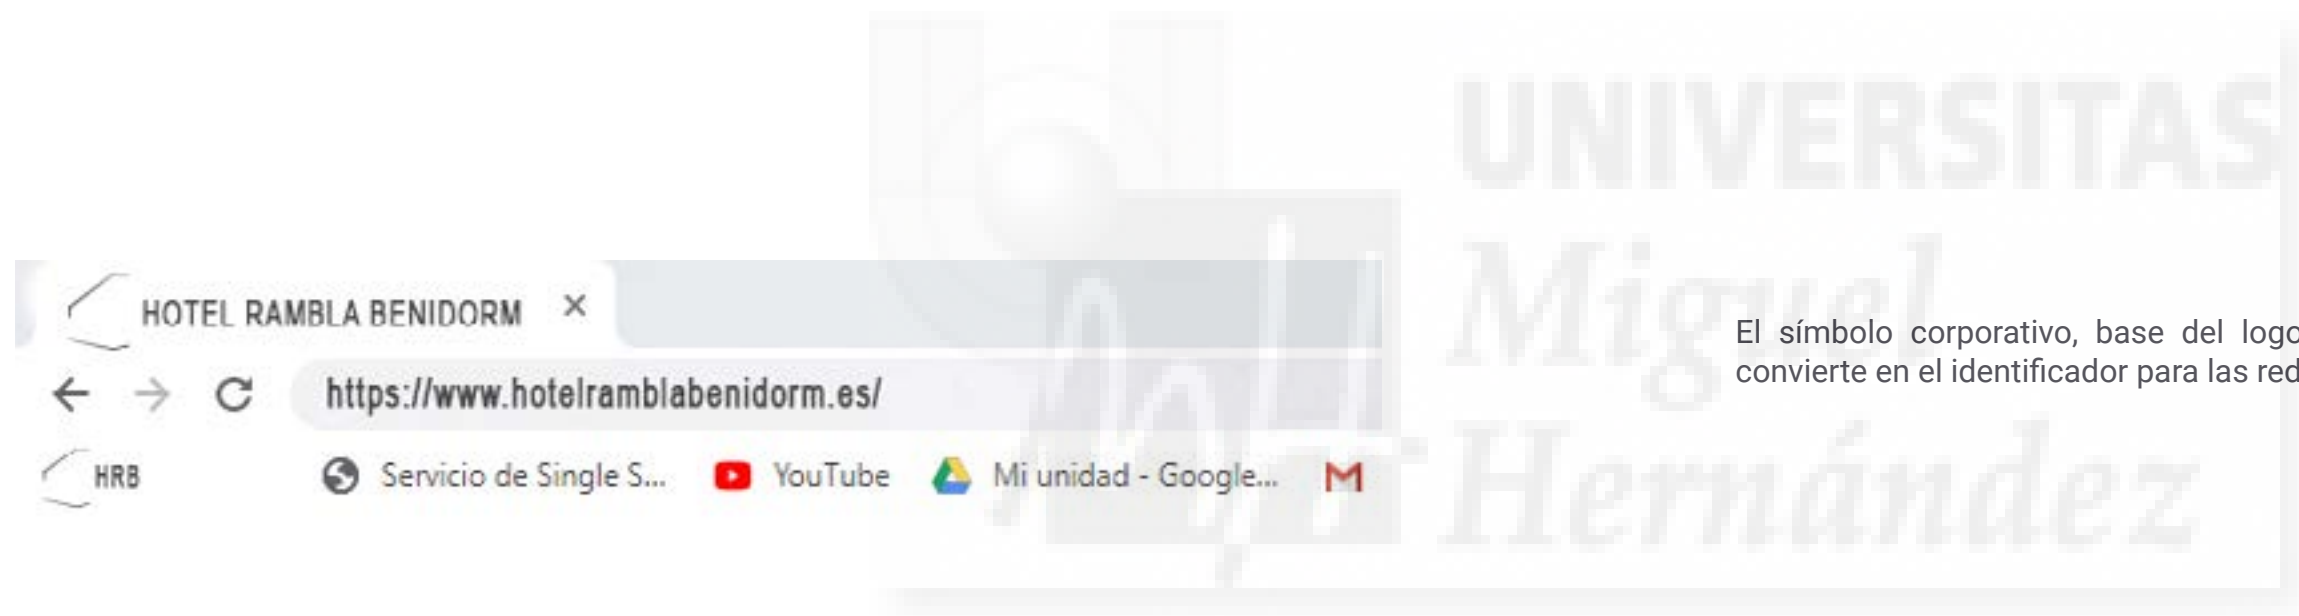 UNIVERSITAS
Miguel
Hernández
HOTEL RAMBLA BENIDORM ×
https://www.hotelramblabenidorm.es/
HRB Servicio de Single S... YouTube Mi unidad - Google... M
El símbolo corporativo, base del logo
convierte en el identificador para las red